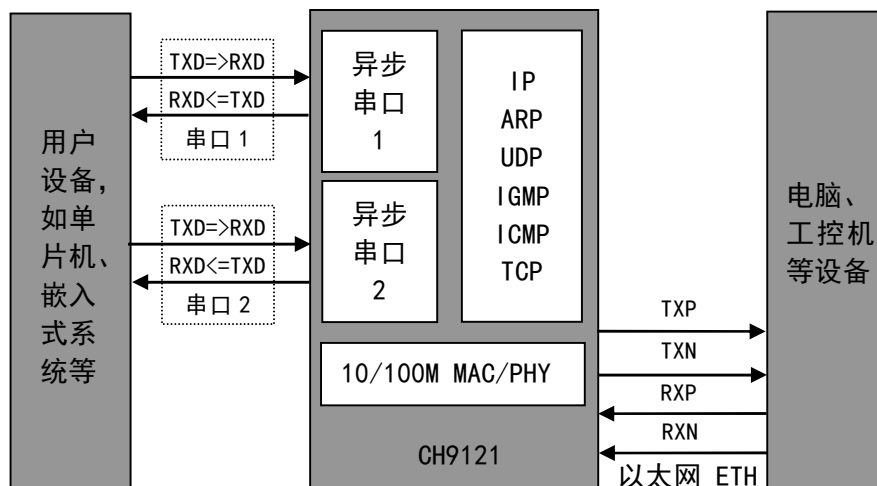 用户
设备，
如单
片机、
嵌入
式系
统等
TXD=>RXD
RXD<=TXD
串口 1
TXD=>RXD
RXD<=TXD
串口 2
异步
串口
1
异步
串口
2
IP
ARP
UDP
IGMP
ICMP
TCP
10/100M MAC/PHY
CH9121
TXP
TXN
RXP
RXN
以太网 ETH
电脑、
工控机
等设备